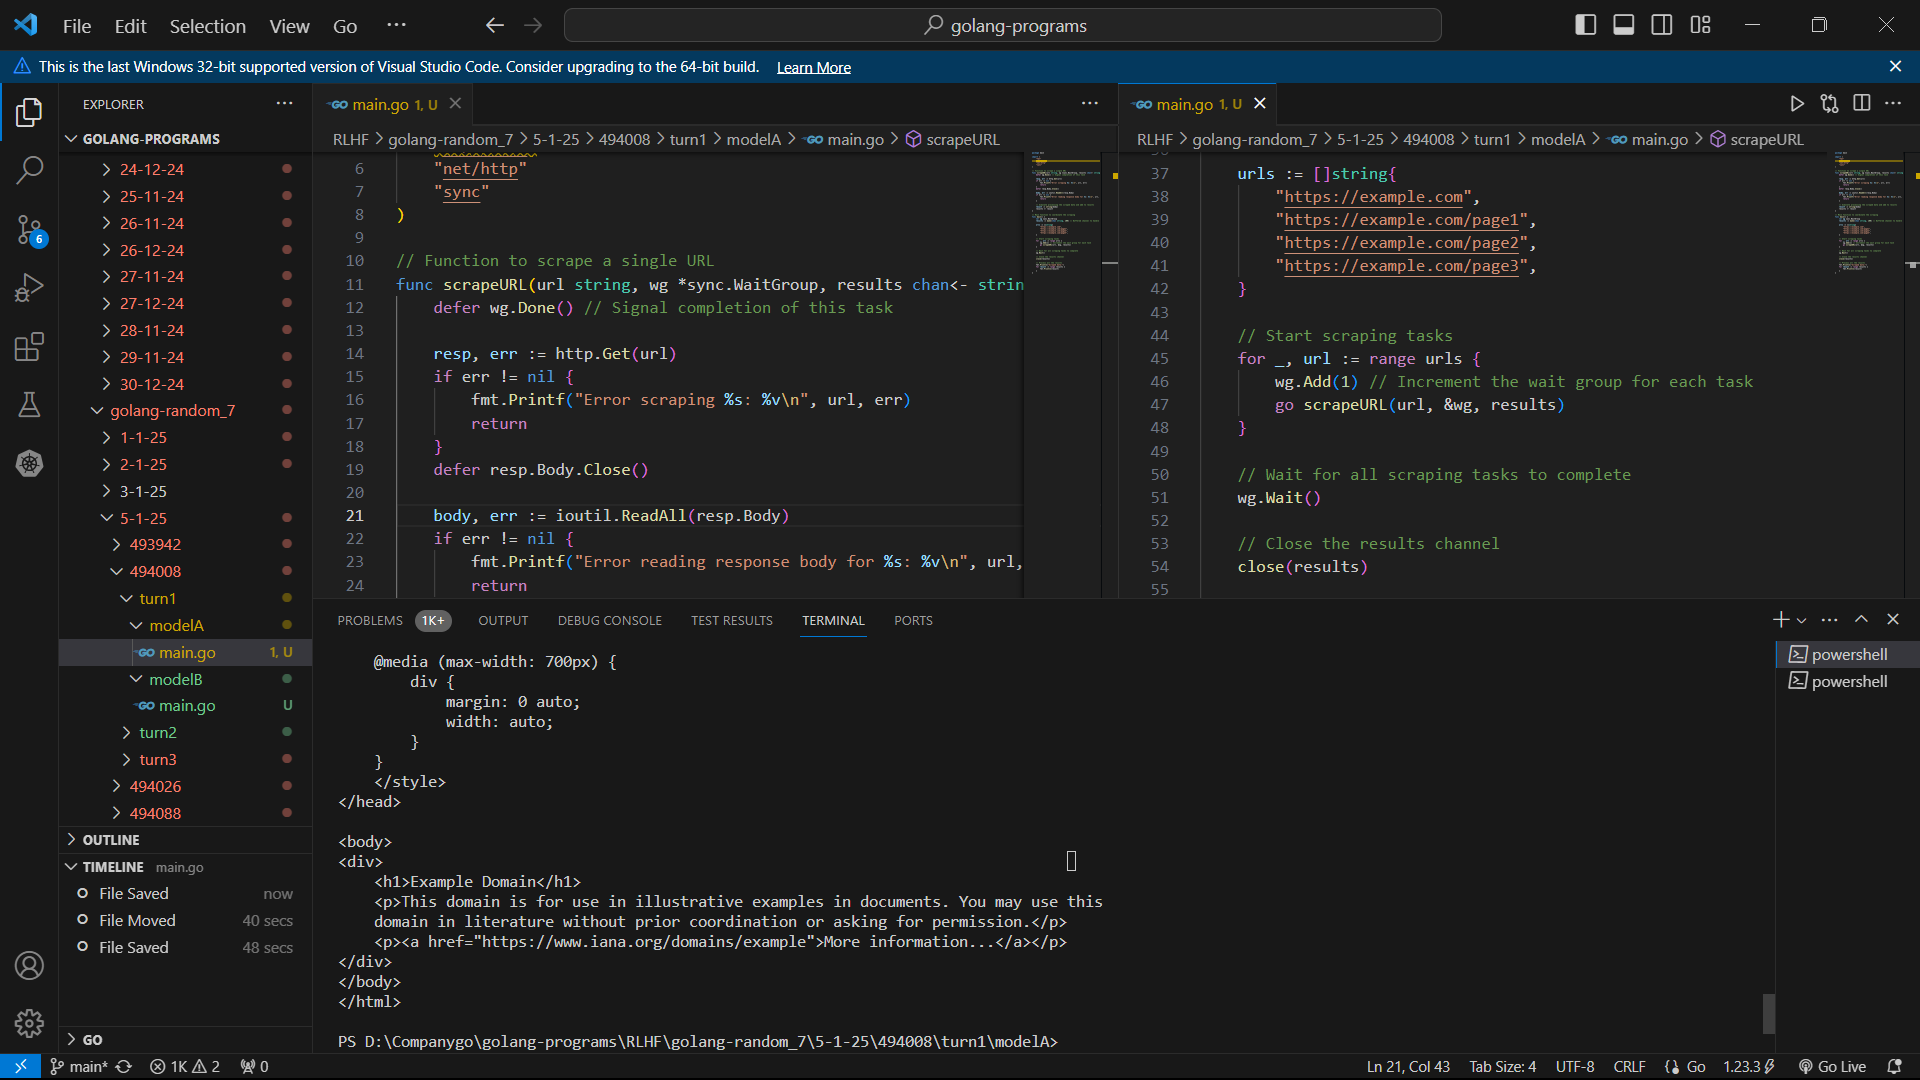 File Edit Selection View Go ···
golang-programs
This is the last Windows 32-bit supported version of Visual Studio Code. Consider upgrading to the 64-bit build. Learn More
EXPLORER ···
GOLANG-PROGRAMS
24-12-24
25-11-24
26-11-24
26-12-24
27-11-24
27-12-24
28-11-24
29-11-24
30-12-24
golang-random_7
1-1-25
2-1-25
3-1-25
5-1-25
493942
494008
turn1
modelA
GO main.go 1, U
modelB
GO main.go U
turn2
turn3
494026
494088
OUTLINE
TIMELINE main.go
File Saved now
File Moved 40 secs
File Saved 48 secs
GO
6
GO main.go 1, U
RLHF > golang-random_7 > 5-1-25 > 494008 > turn1 > modelA > GO main.go > scrapeURL
6 "net/http"
7 "sync"
8 )
9
10 // Function to scrape a single URL
11 func scrapeURL(url string, wg *sync.WaitGroup, results chan<- strin
12 defer wg.Done() // Signal completion of this task
13
14 resp, err := http.Get(url)
15 if err != nil {
16 fmt.Printf("Error scraping %s: %v\n", url, err)
17 return
18 }
19 defer resp.Body.Close()
20
21 body, err := ioutil.ReadAll(resp.Body)
22 if err != nil {
23 fmt.Printf("Error reading response body for %s: %v\n", url,
24 return
GO main.go 1, U
RLHF > golang-random_7 > 5-1-25 > 494008 > turn1 > modelA > GO main.go > scrapeURL
37 urls := []string{
38 "https://example.com",
39 "https://example.com/page1",
40 "https://example.com/page2",
41 "https://example.com/page3",
42 }
43
44 // Start scraping tasks
45 for _, url := range urls {
46 wg.Add(1) // Increment the wait group for each task
47 go scrapeURL(url, &wg, results)
48 }
49
50 // Wait for all scraping tasks to complete
51 wg.Wait()
52
53 // Close the results channel
54 close(results)
55
PROBLEMS 1K+ OUTPUT DEBUG CONSOLE TEST RESULTS TERMINAL PORTS
@media (max-width: 700px) {
div {
margin: 0 auto;
width: auto;
}
}
</style>
</head>
<body>
<div>
<h1>Example Domain</h1>
<p>This domain is for use in illustrative examples in documents. You may use this
domain in literature without prior coordination or asking for permission.</p>
<p><a href="https://www.iana.org/domains/example">More information...</a></p>
</div>
</body>
</html>
PS D:\Companygo\golang-programs\RLHF\golang-random_7\5-1-25\494008\turn1\modelA>
powershell
powershell
main* 1K 2 0 Ln 21, Col 43 Tab Size: 4 UTF-8 CRLF Go 1.23.3 Go Live